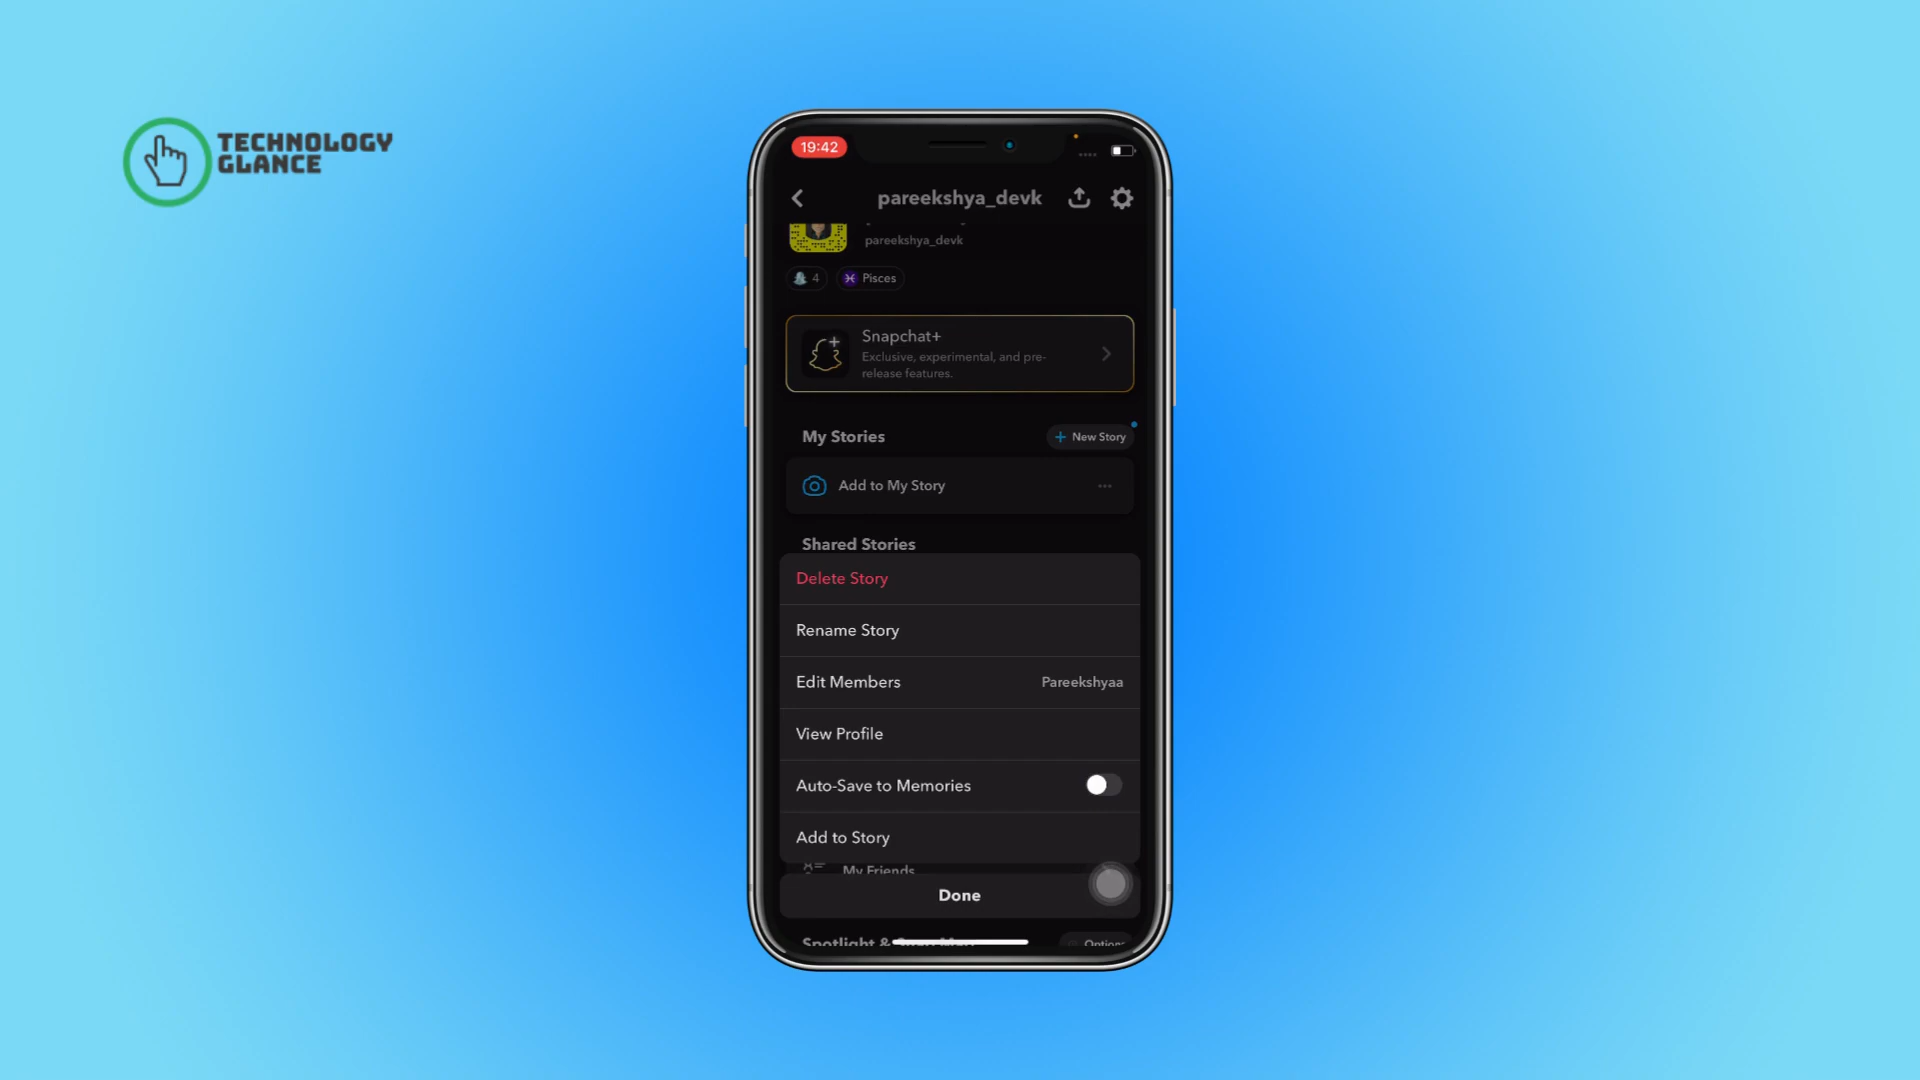 TECHNOLOGY
GLANCE
19:42
pareekshya_devk
pareekshya_devk
4
Pisces
Snapchat+
Exclusive, experimental, and pre-
release features.
My Stories
+ New Story
Add to My Story
Shared Stories
Delete Story
Rename Story
Edit Members
Pareekshyaa
View Profile
Auto-Save to Memories
Add to Story
My Friends
Done
Spotlight &
Options